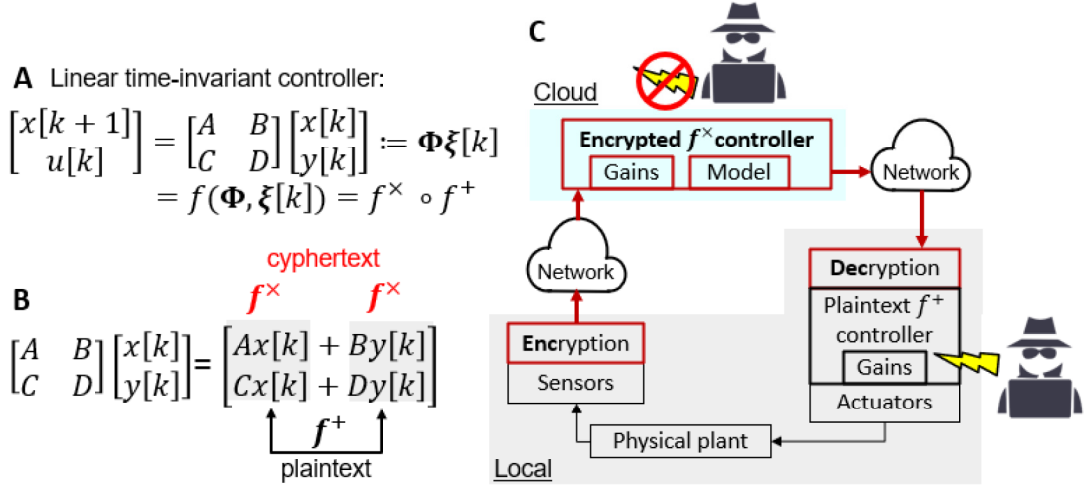 A Linear time-invariant controller:
[x[k + 1]
u[k]] = [A B
C D] [x[k]
y[k]] := Φξ[k]
= f(Φ, ξ[k]) = f× ∘ f+
cyphertext
f× f×
B
[A B
C D] [x[k]
y[k]] = [Ax[k] + By[k]
Cx[k] + Dy[k]]
f+
plaintext
C
Cloud
Encrypted f× controller
Gains Model
Network
Network
Encryption
Sensors
Decryption
Plaintext f+
controller
Gains
Actuators
Physical plant
Local